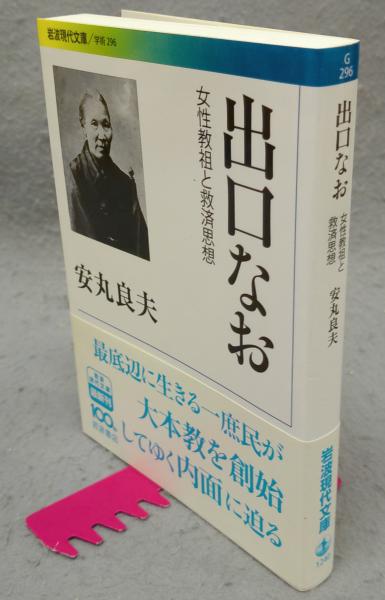 岩波現代文庫/学術 296
出口なお
女性教祖と救済思想
安丸良夫
最底辺に生きる一庶民が
大本教を創始
してゆく内面に迫る
100年
岩波書店
G
296
出口なお
女性教祖と
救済思想
安丸良夫
岩波現代文庫